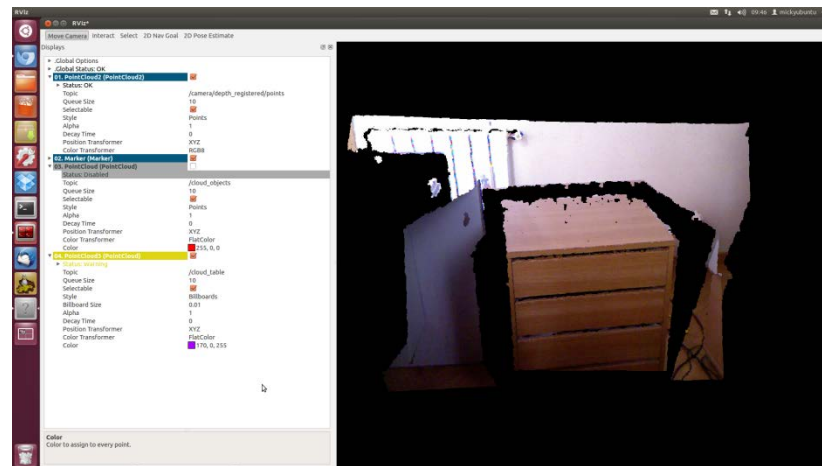 RViz
09:46 mickyubuntu
RViz*
Move Camera Interact Select 2D Nav Goal 2D Pose Estimate
Displays
.Global Options
.Global Status: OK
01. PointCloud2 (PointCloud2)
Status: OK
Topic /camera/depth_registered/points
Queue Size 10
Selectable
Style Points
Alpha 1
Decay Time 0
Position Transformer XYZ
Color Transformer RGB8
02. Marker (Marker)
03. PointCloud (PointCloud)
Status: Disabled
Topic /cloud_objects
Queue Size 10
Selectable
Style Points
Alpha 1
Decay Time 0
Position Transformer XYZ
Color Transformer FlatColor
Color 255, 0, 0
04. PointCloud3 (PointCloud)
Status: Warning
Topic /cloud_table
Queue Size 10
Selectable
Style Billboards
Billboard Size 0.01
Alpha 1
Decay Time 0
Position Transformer XYZ
Color Transformer FlatColor
Color 170, 0, 255
Color
Color to assign to every point.